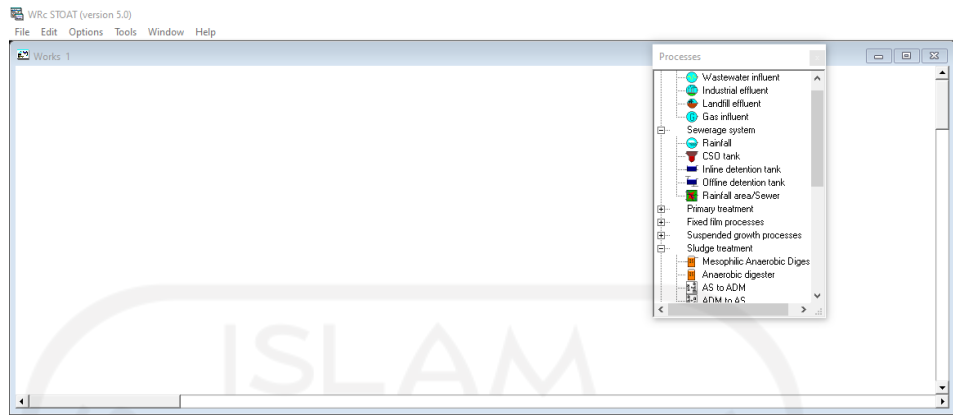 WRc STOAT (version 5.0)
File Edit Options Tools Window Help
Works 1
Processes
Wastewater influent
Industrial effluent
Landfill effluent
Gas influent
Sewerage system
Rainfall
CSO tank
Inline detention tank
Offline detention tank
Rainfall area/Sewer
Primary treatment
Fixed film processes
Suspended growth processes
Sludge treatment
Mesophilic Anaerobic Diges
Anaerobic digester
AS to ADM
ADM to AS
ISLAM